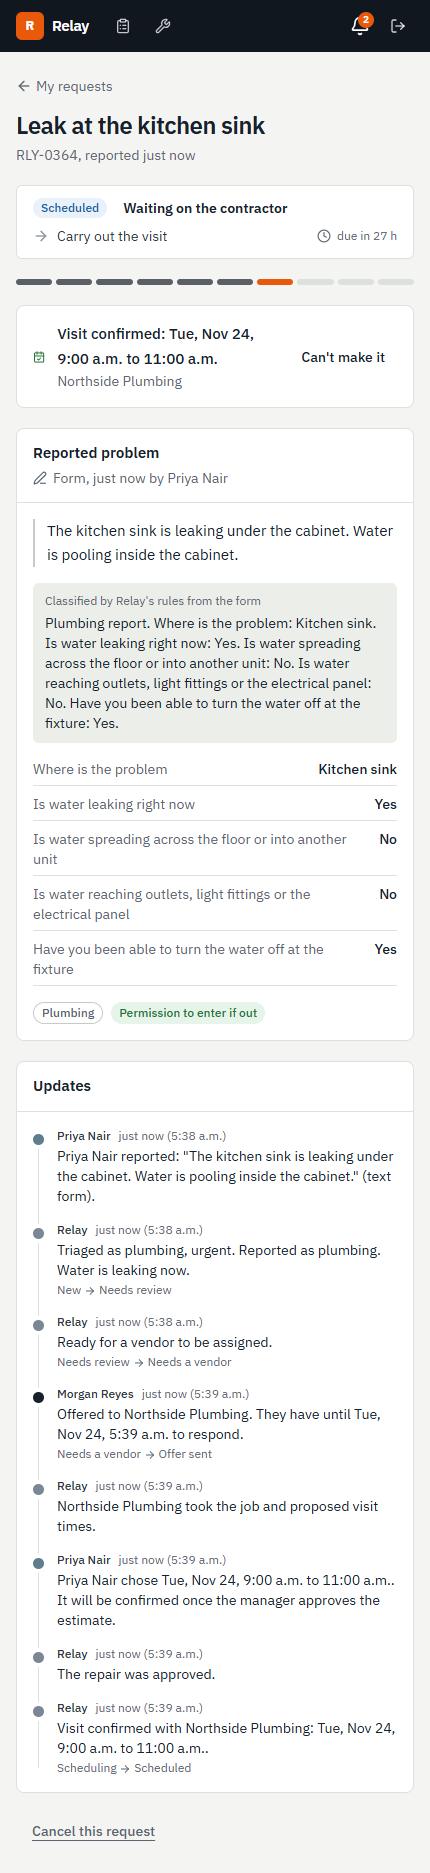 R Relay 2
My requests
Leak at the kitchen sink
RLY-0364, reported just now
Scheduled Waiting on the contractor
Carry out the visit due in 27 h
Visit confirmed: Tue, Nov 24,
9:00 a.m. to 11:00 a.m.
Northside Plumbing
Can't make it
Reported problem
Form, just now by Priya Nair
The kitchen sink is leaking under the cabinet. Water
is pooling inside the cabinet.
Classified by Relay's rules from the form
Plumbing report. Where is the problem: Kitchen sink.
Is water leaking right now: Yes. Is water spreading
across the floor or into another unit: No. Is water
reaching outlets, light fittings or the electrical panel:
No. Have you been able to turn the water off at the
fixture: Yes.
Where is the problem Kitchen sink
Is water leaking right now Yes
Is water spreading across the floor or into another No
unit
Is water reaching outlets, light fittings or the No
electrical panel
Have you been able to turn the water off at the Yes
fixture
Plumbing Permission to enter if out
Updates
Priya Nair just now (5:38 a.m.)
Priya Nair reported: "The kitchen sink is leaking under
the cabinet. Water is pooling inside the cabinet." (text
form).
Relay just now (5:38 a.m.)
Triaged as plumbing, urgent. Reported as plumbing.
Water is leaking now.
New → Needs review
Relay just now (5:38 a.m.)
Ready for a vendor to be assigned.
Needs review → Needs a vendor
Morgan Reyes just now (5:39 a.m.)
Offered to Northside Plumbing. They have until Tue,
Nov 24, 5:39 a.m. to respond.
Needs a vendor → Offer sent
Relay just now (5:39 a.m.)
Northside Plumbing took the job and proposed visit
times.
Priya Nair just now (5:39 a.m.)
Priya Nair chose Tue, Nov 24, 9:00 a.m. to 11:00 a.m..
It will be confirmed once the manager approves the
estimate.
Relay just now (5:39 a.m.)
The repair was approved.
Relay just now (5:39 a.m.)
Visit confirmed with Northside Plumbing: Tue, Nov 24,
9:00 a.m. to 11:00 a.m..
Scheduling → Scheduled
Cancel this request